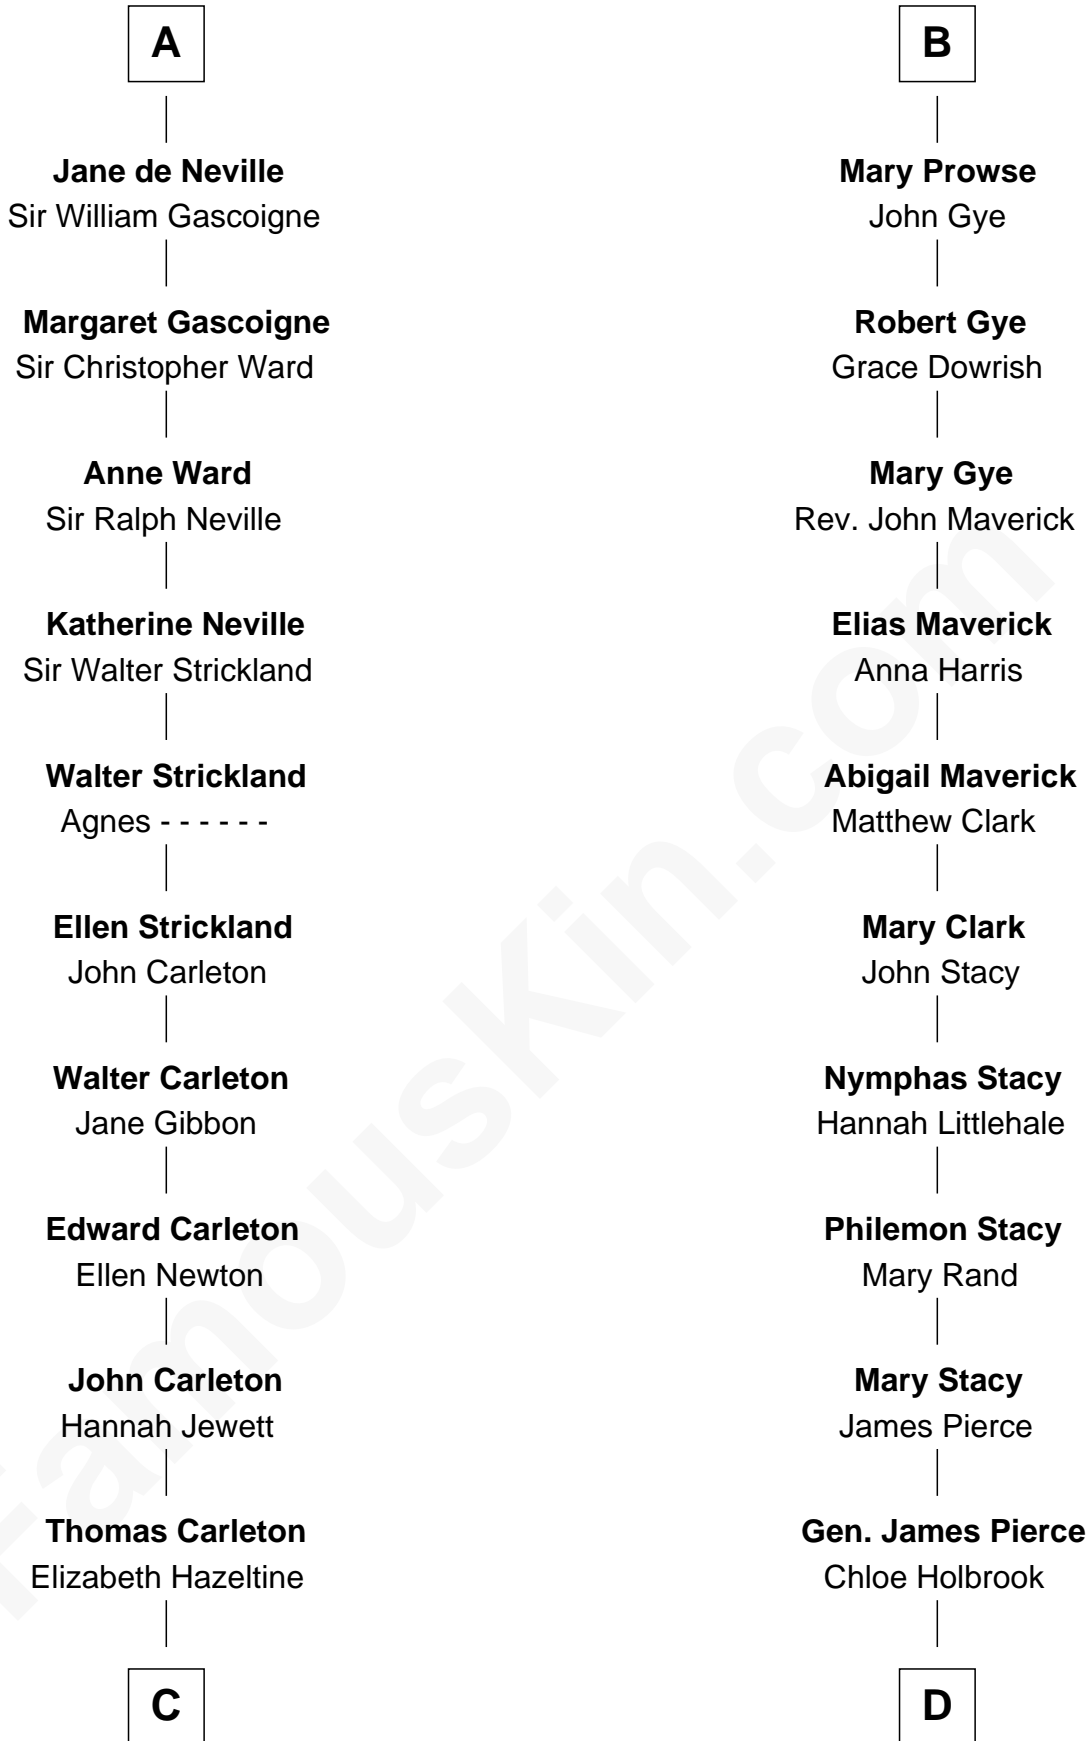 A
Jane de Neville
Sir William Gascoigne
Margaret Gascoigne
Sir Christopher Ward
Anne Ward
Sir Ralph Neville
Katherine Neville
Sir Walter Strickland
Walter Strickland
Agnes - - - - - -
Ellen Strickland
John Carleton
Walter Carleton
Jane Gibbon
Edward Carleton
Ellen Newton
John Carleton
Hannah Jewett
Thomas Carleton
Elizabeth Hazeltine
C
B
Mary Prowse
John Gye
Robert Gye
Grace Dowrish
Mary Gye
Rev. John Maverick
Elias Maverick
Anna Harris
Abigail Maverick
Matthew Clark
Mary Clark
John Stacy
Nymphas Stacy
Hannah Littlehale
Philemon Stacy
Mary Rand
Mary Stacy
James Pierce
Gen. James Pierce
Chloe Holbrook
D
FamousKin.com